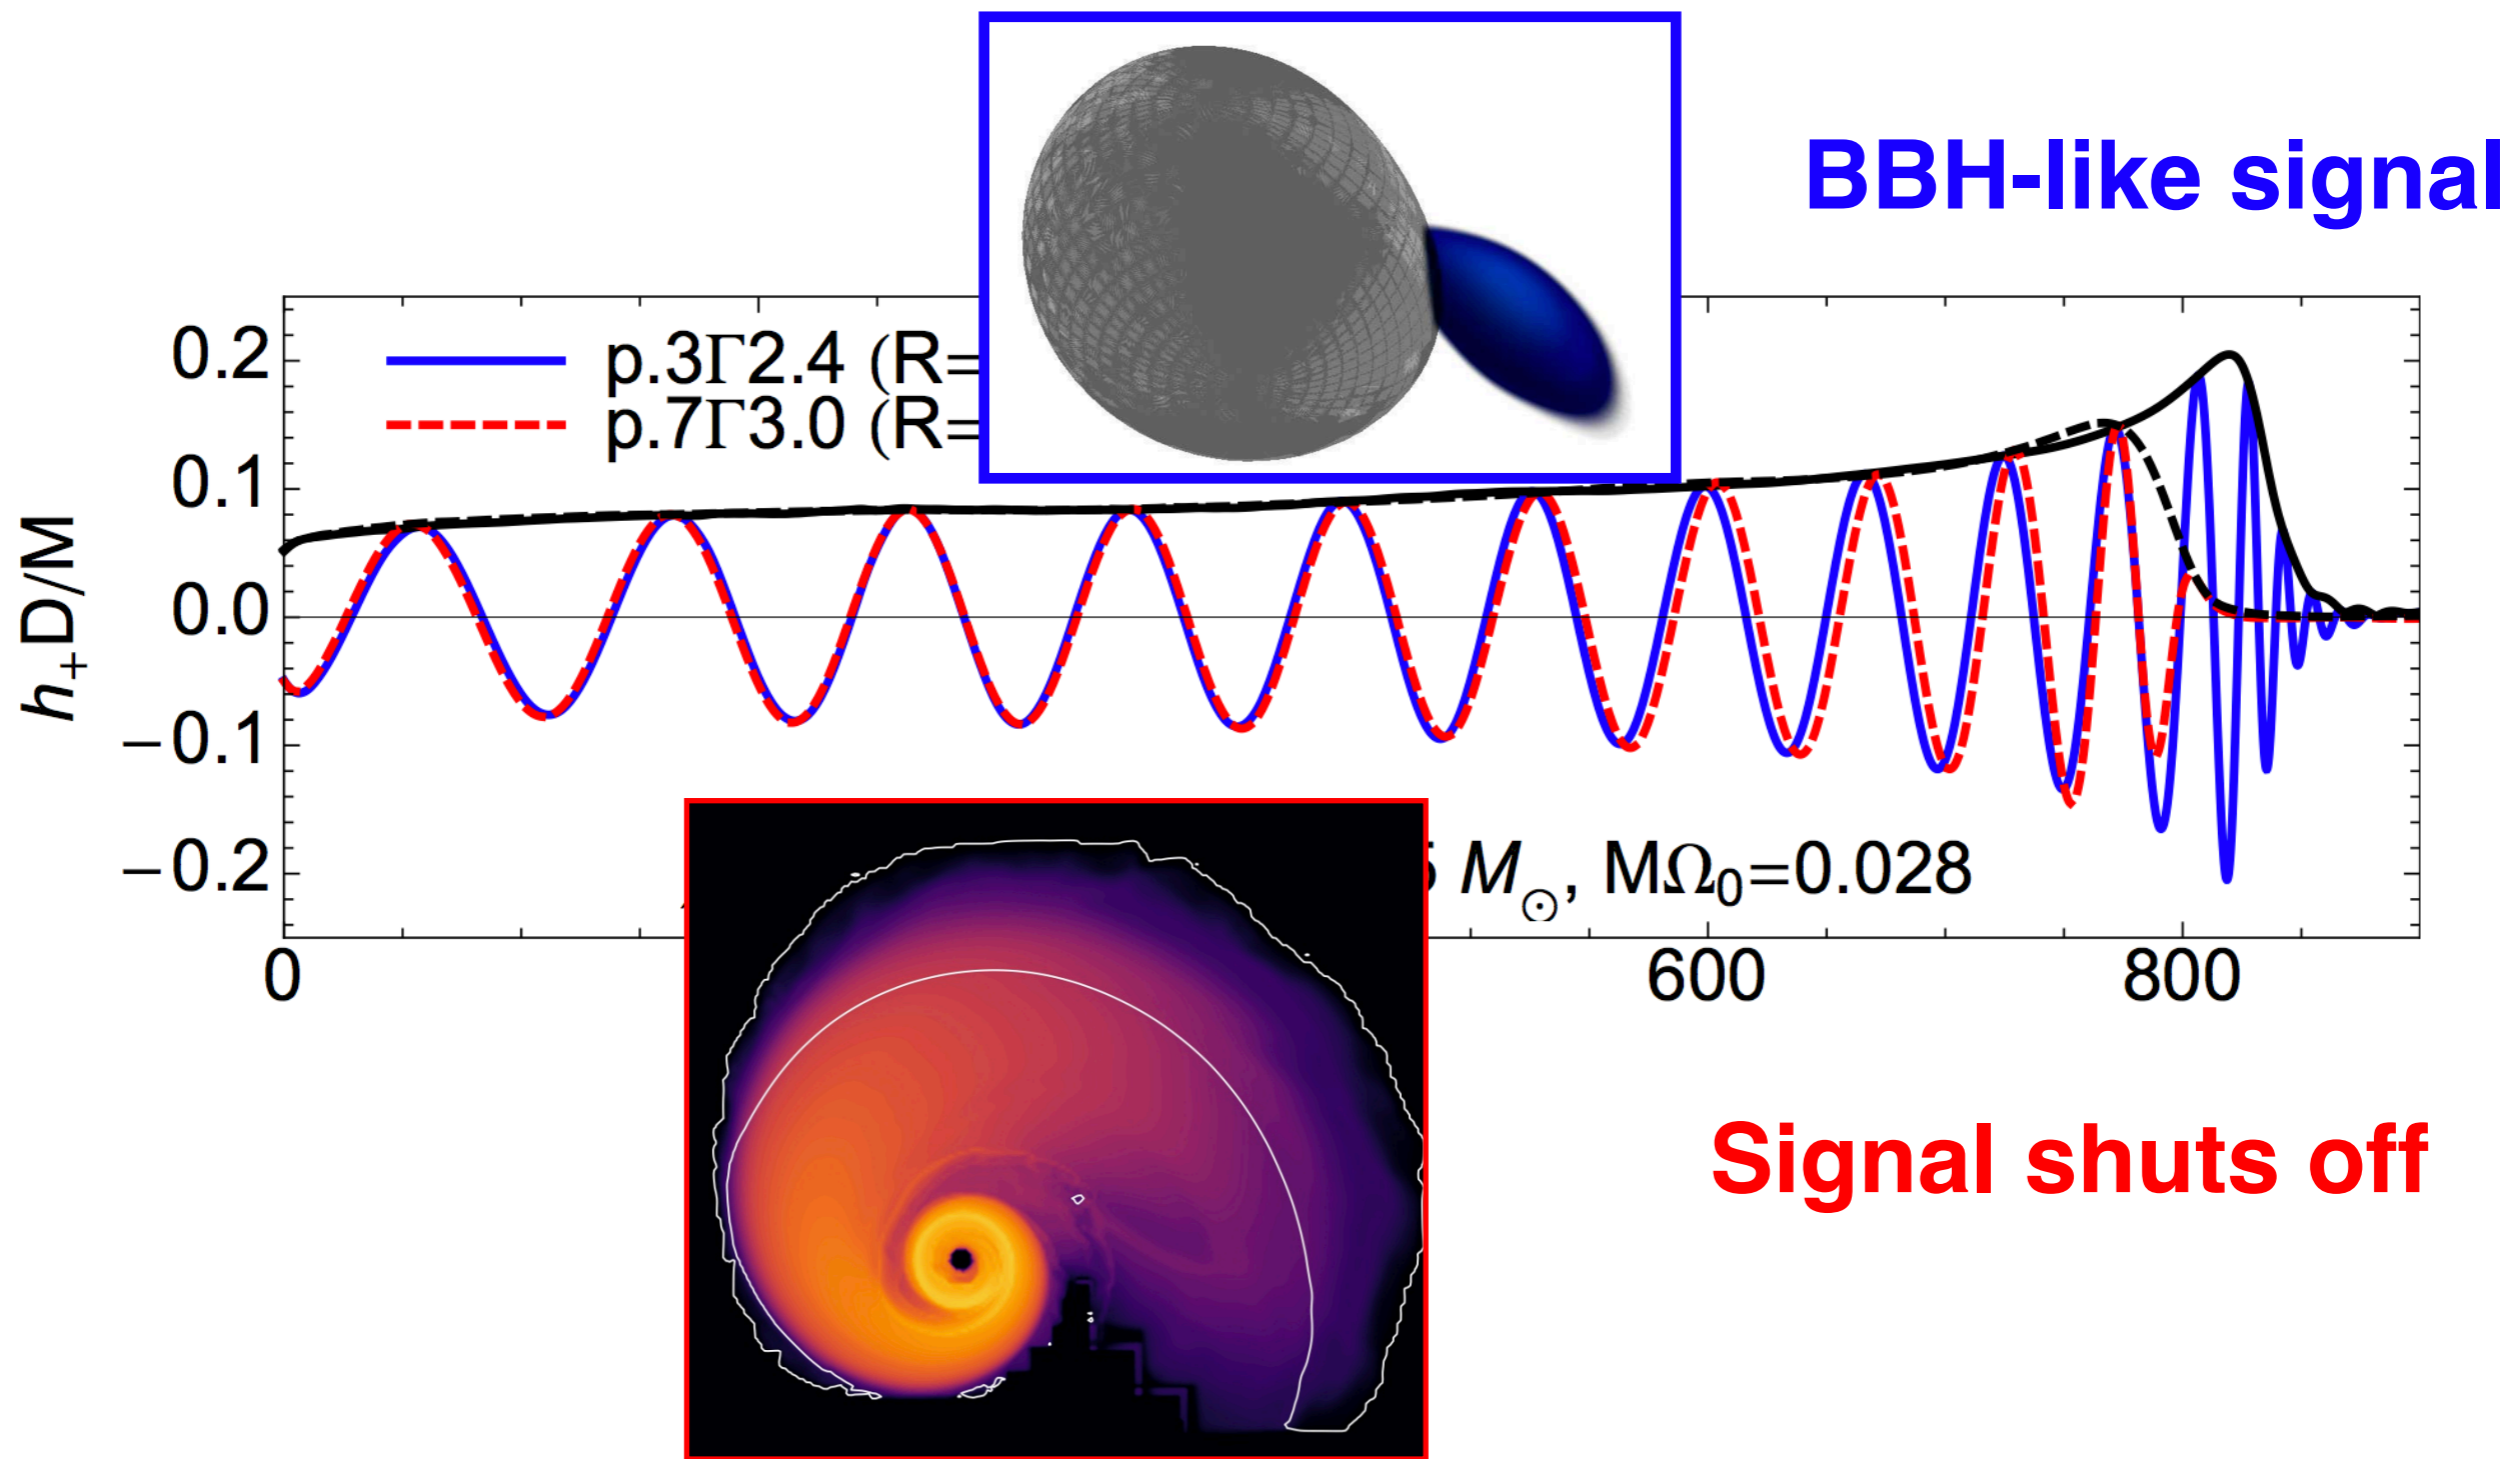 BBH-like signal
0.2
0.1
0.0
−0.1
−0.2
h₊D/M
p.3Γ2.4 (R=
p.7Γ3.0 (R=
M☉, MΩ₀=0.028
0
600
800
Signal shuts off